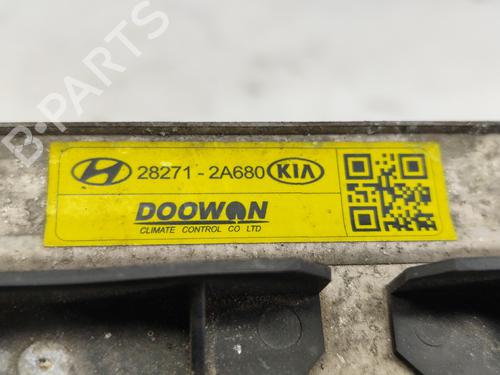 28271 - 2A680 KIA
DOOWON
CLIMATE CONTROL CO LTD
B-PARTS